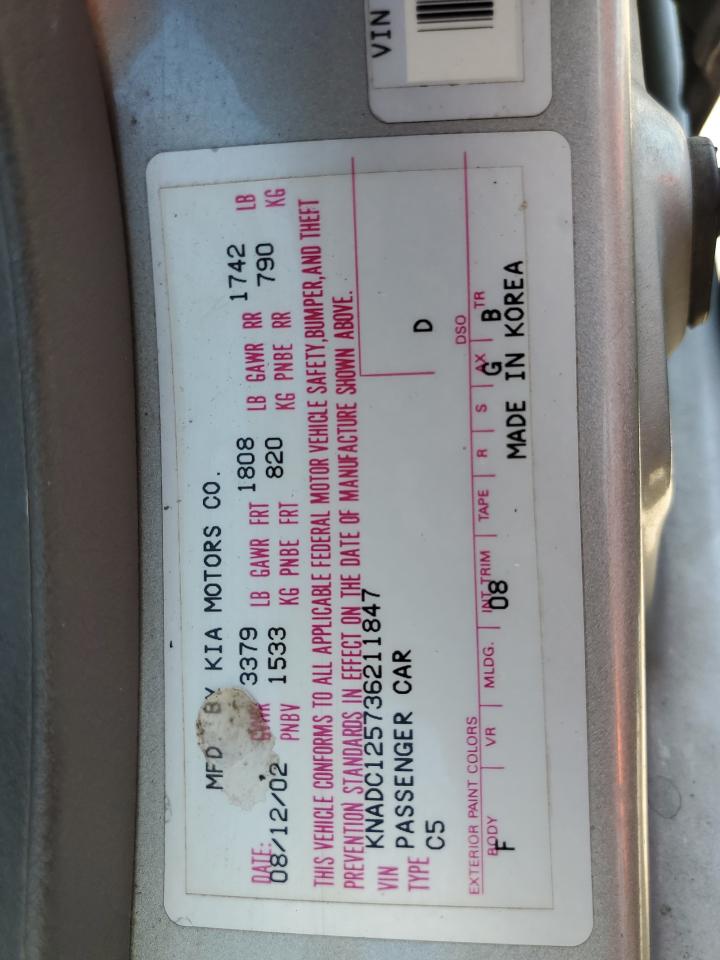 VIN
MFD BY KIA MOTORS CO.
DATE: GVWR 3379 LB GAWR FRT 1808 LB GAWR RR 1742 LB
08/12/02 PNBV 1533 KG PNBE FRT 820 KG PNBE RR 790 KG
THIS VEHICLE CONFORMS TO ALL APPLICABLE FEDERAL MOTOR VEHICLE SAFETY,BUMPER,AND THEFT
PREVENTION STANDARDS IN EFFECT ON THE DATE OF MANUFACTURE SHOWN ABOVE.
VIN KNADC125736211847
TYPE PASSENGER CAR
C5 D
EXTERIOR PAINT COLORS DSO
BODY VR MLDG. INT TRIM TAPE R S AX TR
F 08 G B
MADE IN KOREA